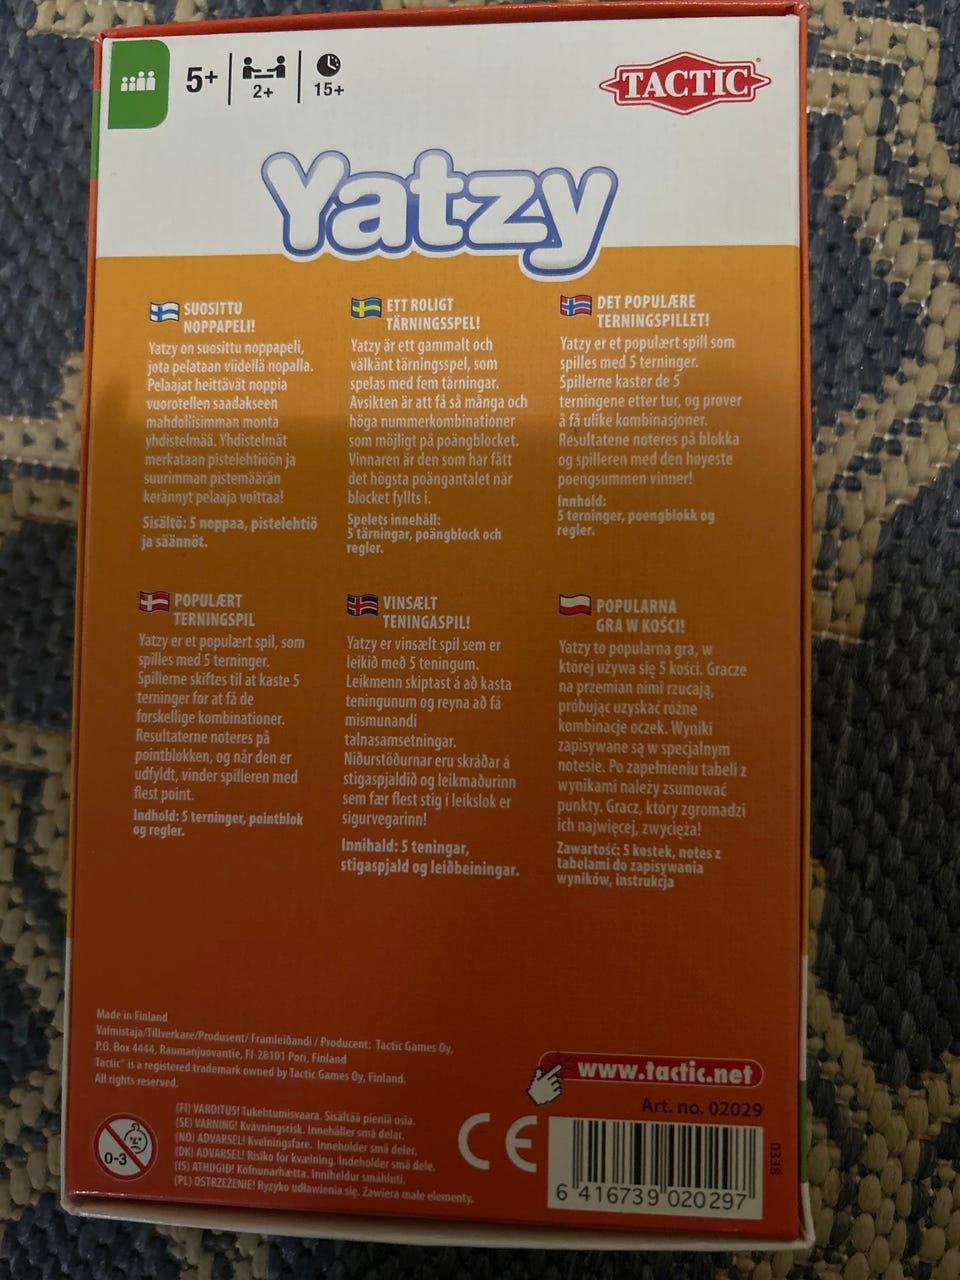 5+
2+
15+
TACTIC
Yatzy
SUOSITTU
NOPPAPELI!
Yatzy on suosittu noppapeli,
jota pelataan viidellä nopalla.
Pelaajat heittävät noppia
vuorotellen saadakseen
mahdollisimman monta
yhdistelmää. Yhdistelmät
merkataan pistelehtiöön ja
suurimman pistemäärän
kerännyt pelaaja voittaa!
Sisältö: 5 noppaa, pistelehtiö
ja säännöt.
ETT ROLIGT
TÄRNINGSSPEL!
Yatzy är ett gammalt och
välkänt tärningsspel, som
spelas med fem tärningar.
Avsikten är att få så många och
höga nummerkombinationer
som möjligt på poängblocket.
Vinnaren är den som har fått
det högsta poängantalet när
blocket fyllts i.
Spelets innehåll:
5 tärningar, poängblock och
regler.
DET POPULÆRE
TERNINGSPILLET!
Yatzy er et populært spill som
spilles med 5 terninger.
Spillerne kaster de 5
terningene etter tur, og prøver
å få ulike kombinasjoner.
Resultatene noteres på blokka
og spilleren med den høyeste
poengsummen vinner!
Innhold:
5 terninger, poengblokk og
regler.
POPULÆRT
TERNINGSPIL
Yatzy er et populært spil, som
spilles med 5 terninger.
Spillerne skiftes til at kaste 5
terninger for at få de
forskellige kombinationer.
Resultaterne noteres på
pointblokken, og når den er
udfyldt, vinder spilleren med
flest point.
Indhold: 5 terninger, pointblok
og regler.
VINSÆLT
TENINGASPIL!
Yatzy er vinsælt spil sem er
leikið með 5 teningum.
Leikmenn skiptast á að kasta
teningunum og reyna að fá
mismunandi
talnasamsetningar.
Niðurstöðurnar eru skráðar á
stigaspjaldið og leikmaðurinn
sem fær flest stig í leikslok er
sigurvegarinn!
Innihald: 5 teningar,
stigaspjald og leiðbeiningar.
POPULARNA
GRA W KOŚCI!
Yatzy to popularna gra, w
której używa się 5 kości. Gracze
na przemian nimi rzucają,
próbując uzyskać różne
kombinacje oczek. Wyniki
zapisywane są w specjalnym
notesie. Po zapełnieniu tabeli z
wynikami należy zsumować
punkty. Gracz, który zgromadzi
ich najwięcej, zwycięża!
Zawartość: 5 kostek, notes z
tabelami do zapisywania
wyników, instrukcja
Made in Finland
Valmistaja/Tillverkare/Produsent/ Framleiðandi / Producent: Tactic Games Oy,
P.O. Box 4444, Raumanjuovantie, FI-28101 Pori, Finland
Tactic® is a registered trademark owned by Tactic Games Oy, Finland.
All rights reserved.
www.tactic.net
Art. no. 02029
0-3
(FI) VAROITUS! Tukehtumisvaara. Sisältää pieniä osia.
(SE) VARNING! Kvävningsrisk. Innehåller små delar.
(NO) ADVARSEL! Kvelningsfare. Inneholder små deler.
(DK) ADVARSEL! Risiko for kvælning. Indeholder små dele.
(IS) ATHUGIÐ! Köfnunarhætta. Inniheldur smáhluti.
(PL) OSTRZEŻENIE! Ryzyko udławienia się. Zawiera małe elementy.
CE
6 416739 020297
0338